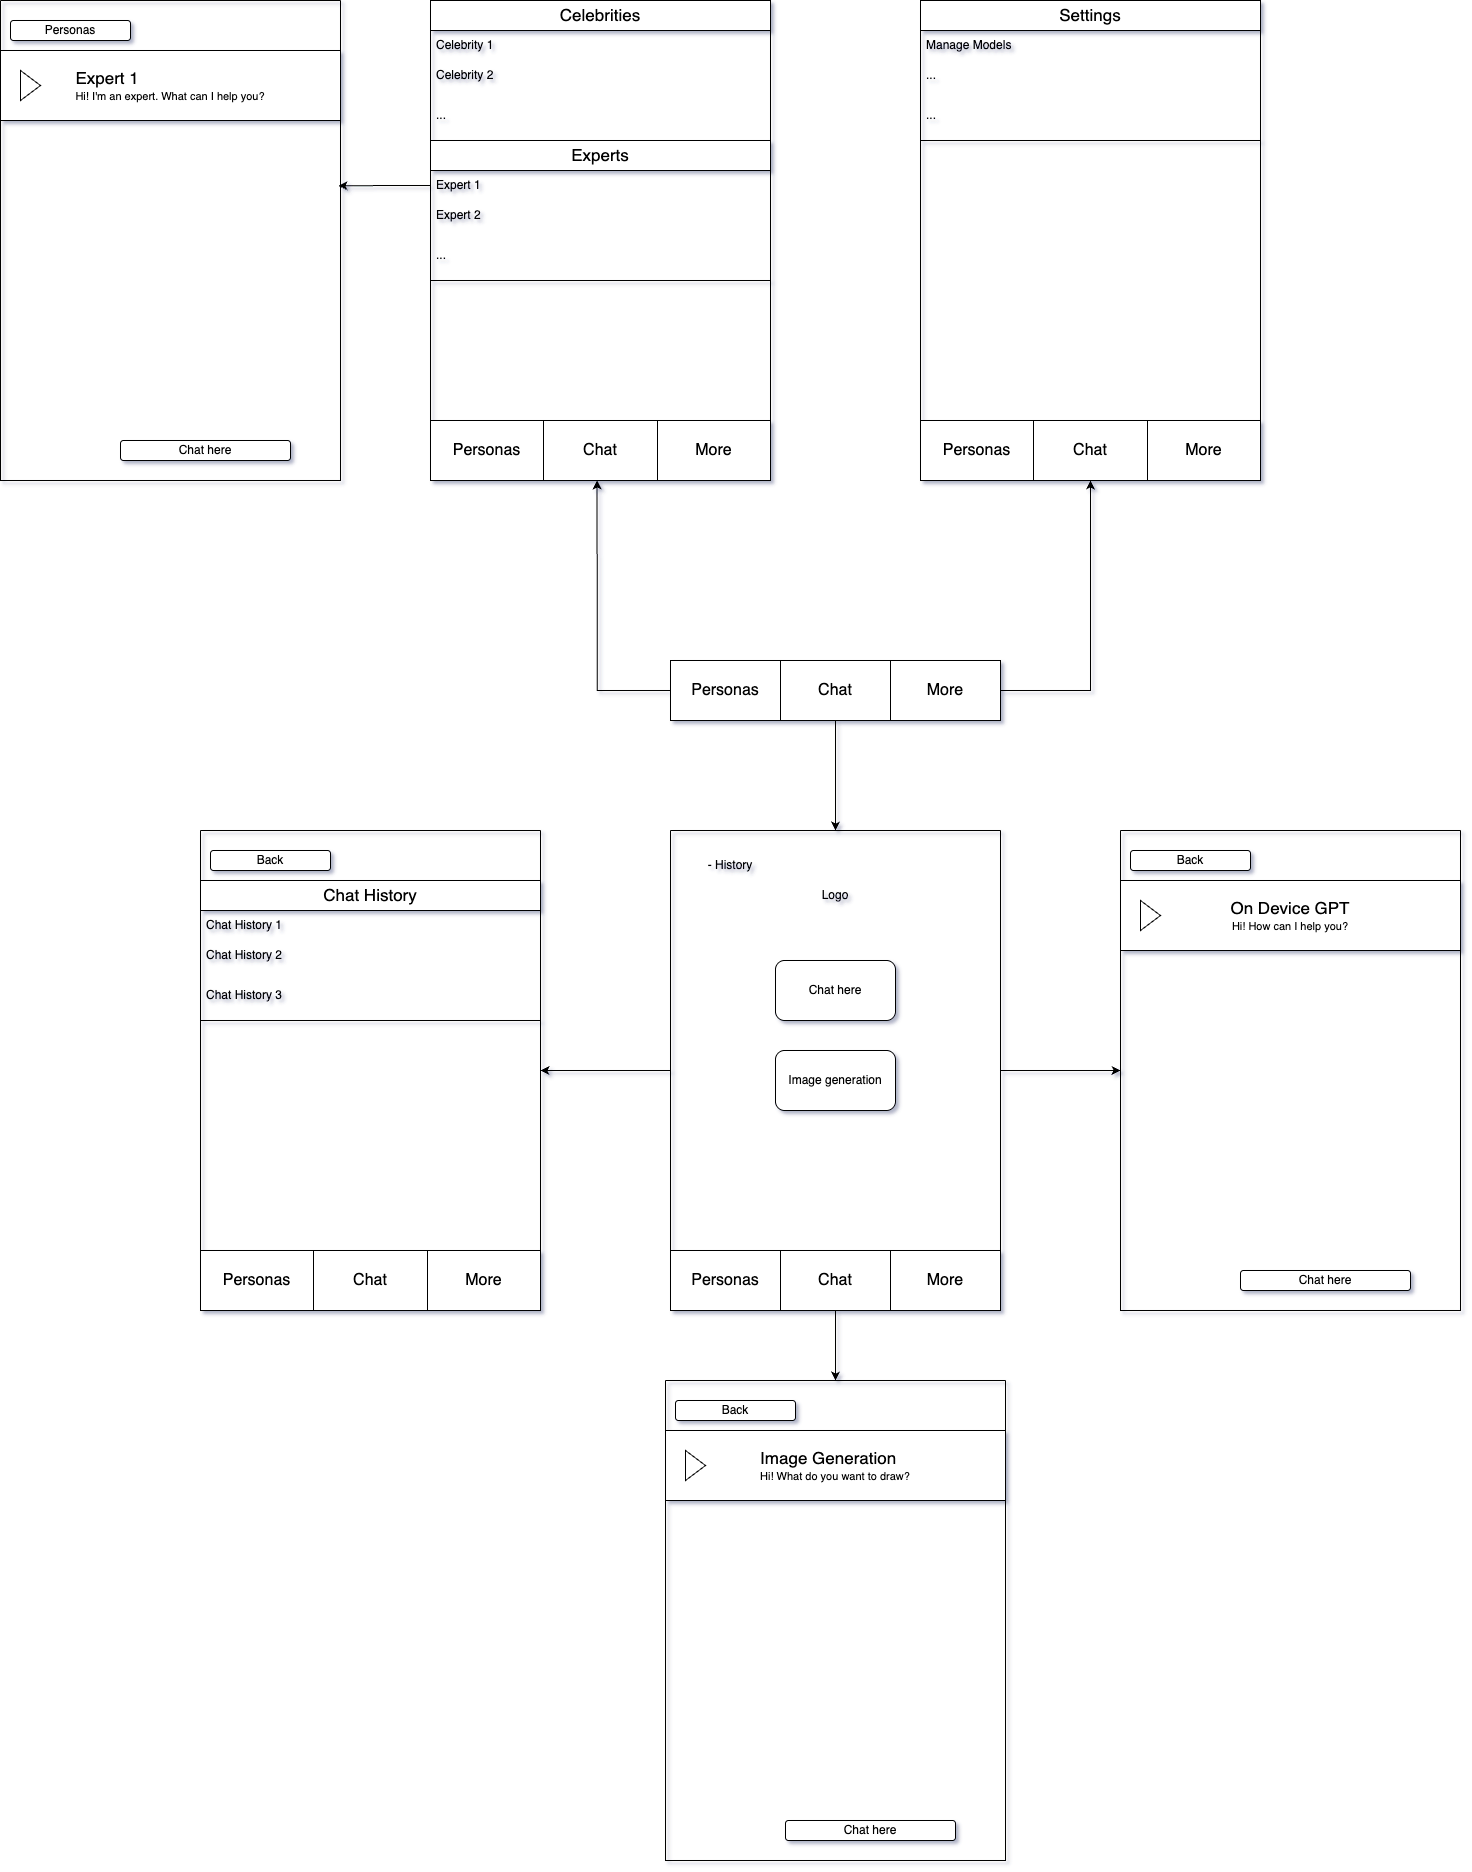 Personas
Expert 1
Hi! I'm an expert. What can I help you?
Chat here
Celebrities
Celebrity 1
Celebrity 2
...
Experts
Expert 1
Expert 2
...
Personas Chat More
Settings
Manage Models
...
...
Personas Chat More
Personas Chat More
Back
Chat History
Chat History 1
Chat History 2
Chat History 3
Personas Chat More
- History
Logo
Chat here
Image generation
Personas Chat More
Back
On Device GPT
Hi! How can I help you?
Chat here
Back
Image Generation
Hi! What do you want to draw?
Chat here